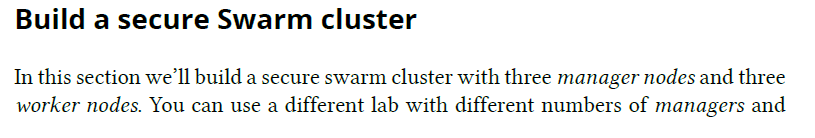 Build a secure Swarm cluster
In this section we’ll build a secure swarm cluster with three manager nodes and three
worker nodes. You can use a different lab with different numbers of managers and